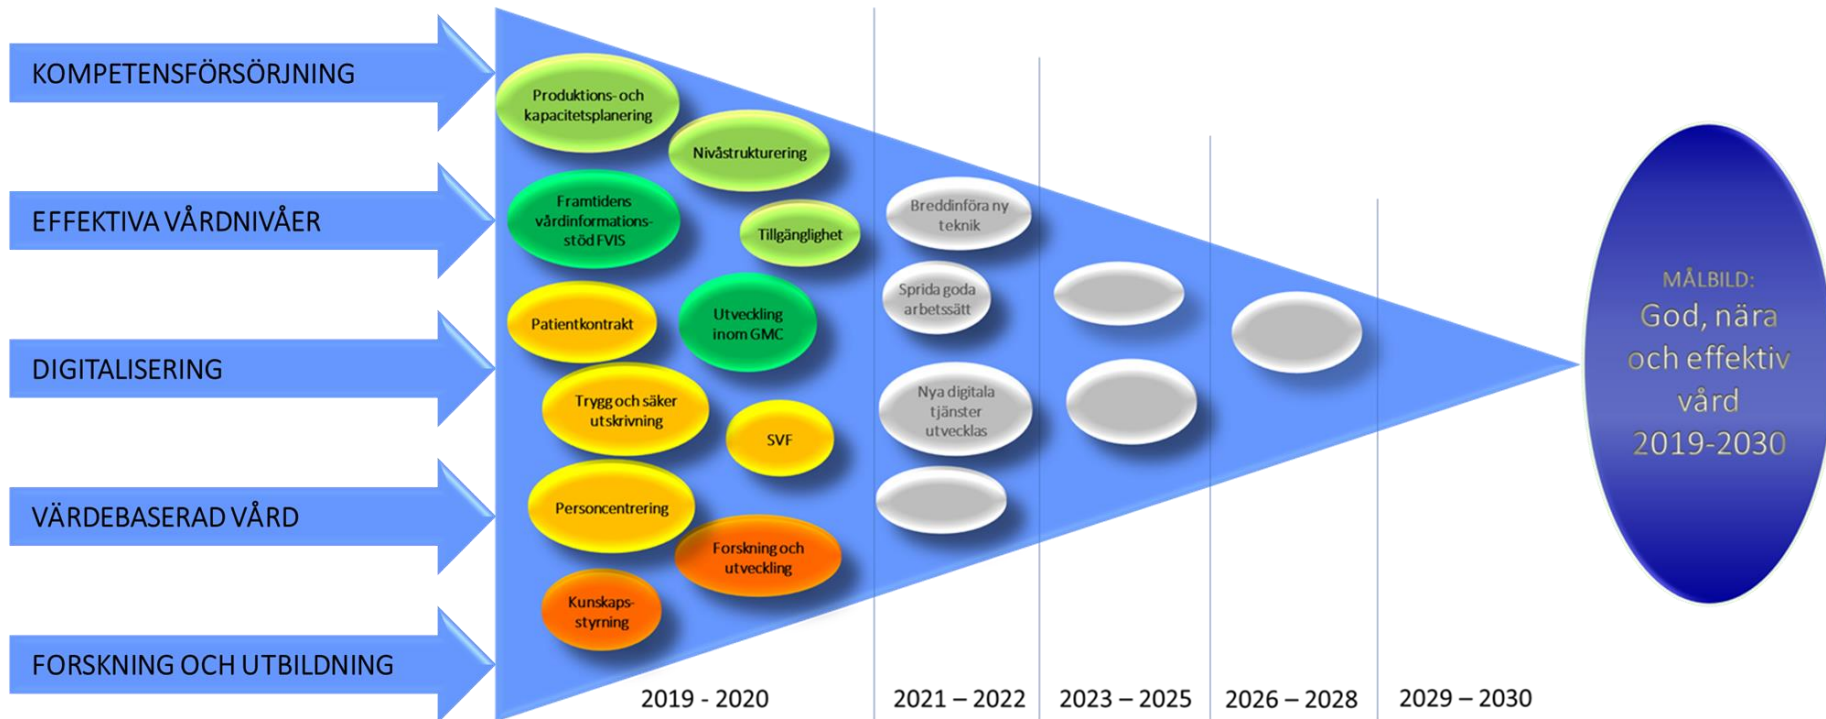 KOMPETENSFÖRSÖRJNING
EFFEKTIVA VÅRDNIVÅER
DIGITALISERING
VÄRDEBASERAD VÅRD
FORSKNING OCH UTBILDNING
Produktions- och
kapacitetsplanering
Nivåstrukturering
Framtidens
vårdinformations-
stöd FVIS
Tillgänglighet
Patientkontrakt
Utveckling
inom GMC
Trygg och säker
utskrivning
SVF
Personcentrering
Forskning och
utveckling
Kunskaps-
styrning
Breddinföra ny
teknik
Sprida goda
arbetssätt
Nya digitala
tjänster
utvecklas
2019 - 2020
2021 – 2022
2023 – 2025
2026 – 2028
2029 – 2030
MÅLBILD:
God, nära
och effektiv
vård
2019-2030